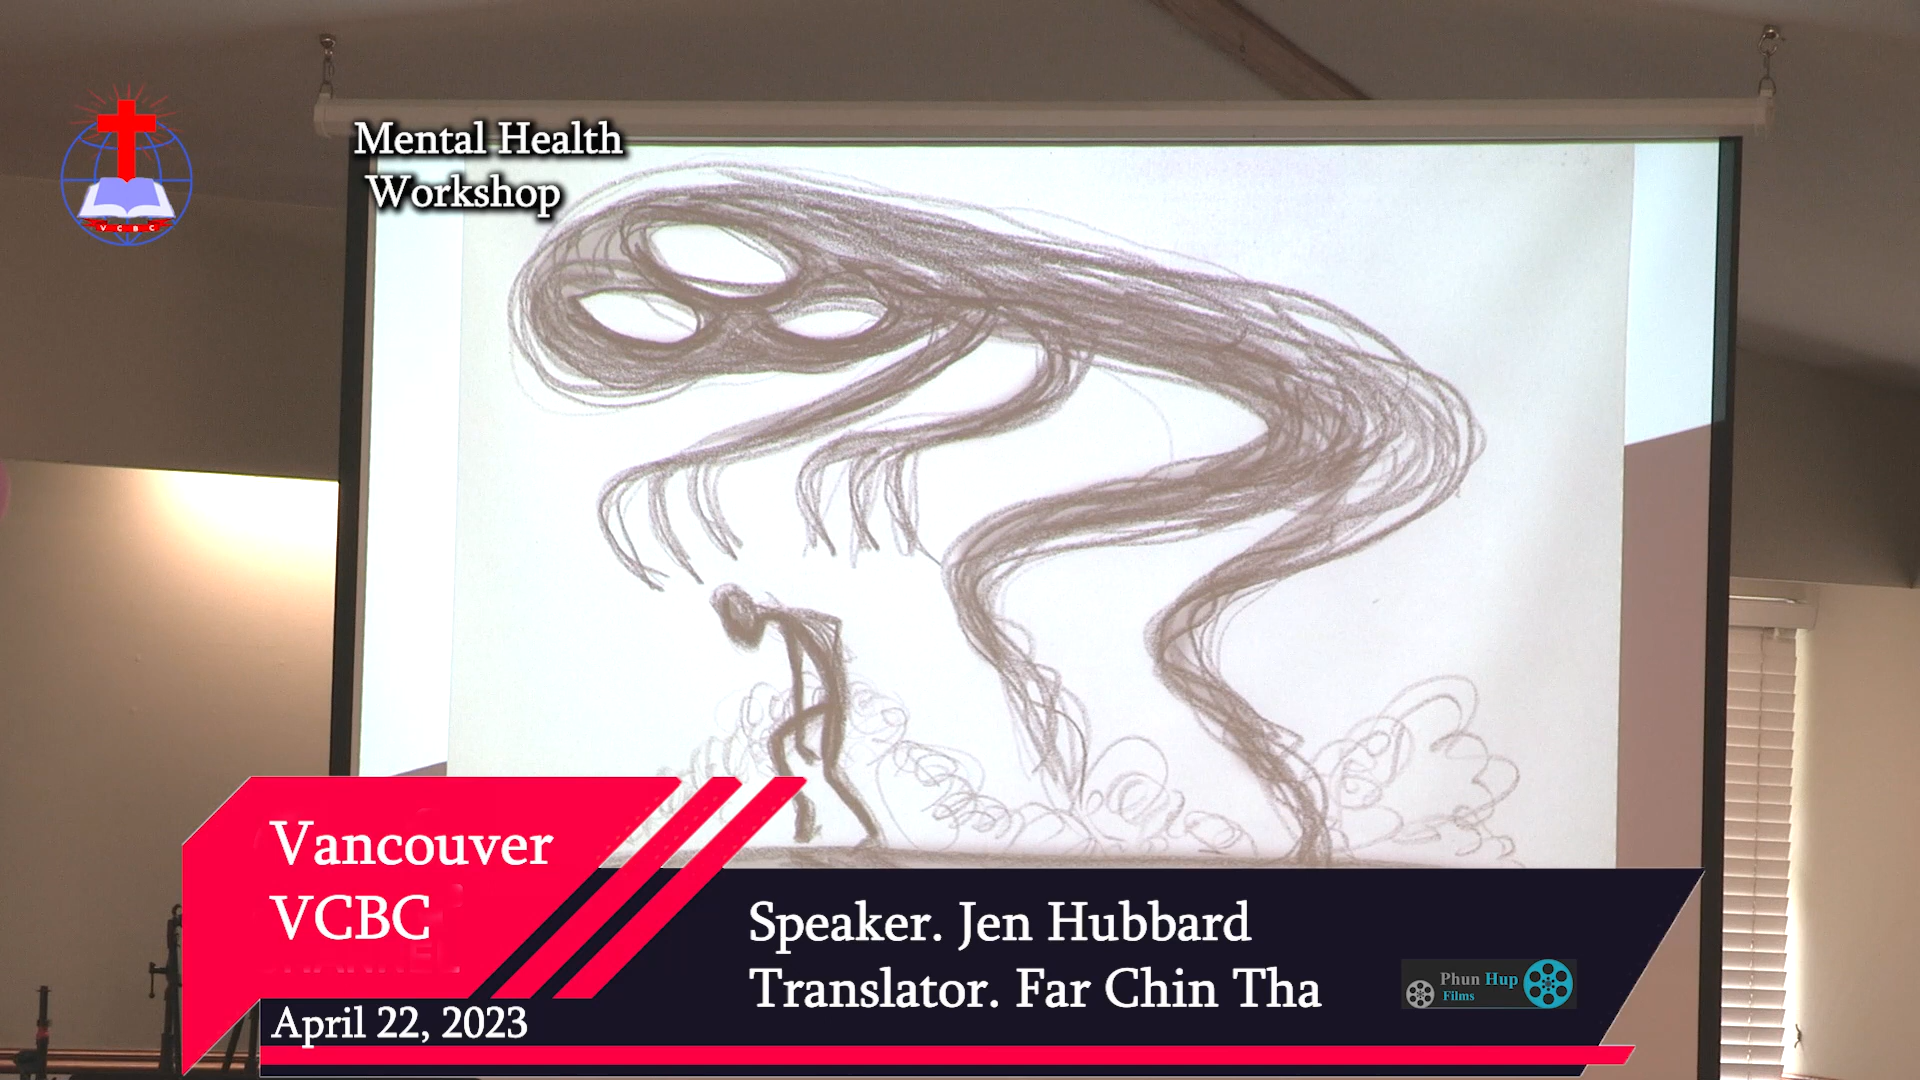 Mental Health
Workshop
V C B C
Vancouver
VCBC
April 22, 2023
Speaker. Jen Hubbard
Translator. Far Chin Tha
Phun Hup
Films